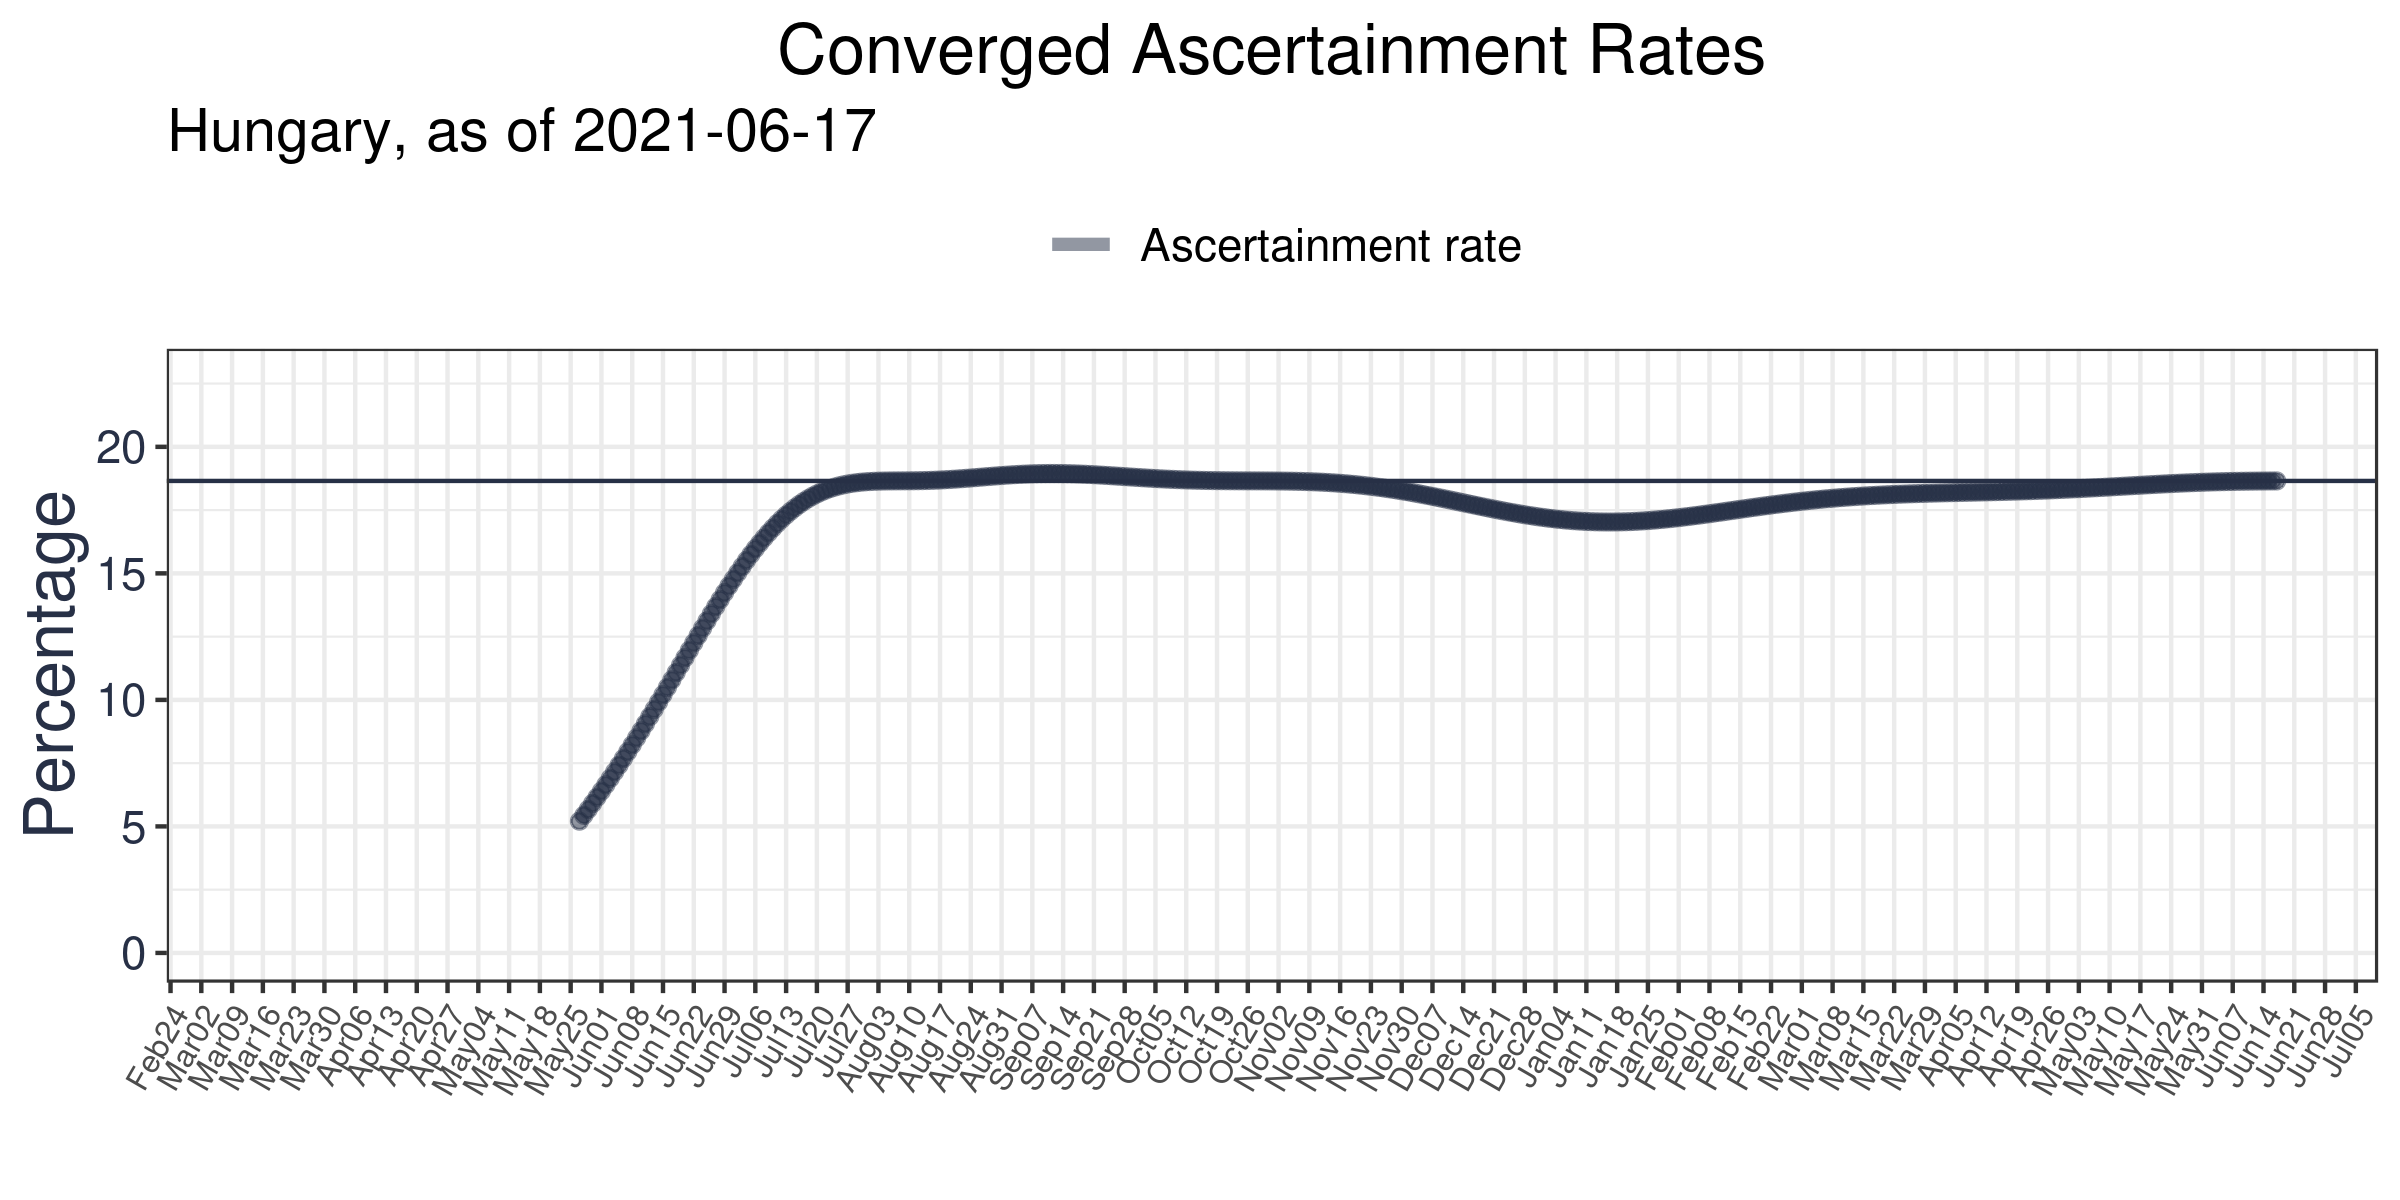 Converged Ascertainment Rates
Hungary, as of 2021-06-17
Ascertainment rate
Percentage
20
15
10
5
0
Feb24 Mar02 Mar09 Mar16 Mar23 Mar30 Apr06 Apr13 Apr20 Apr27 May04 May11 May18 May25 Jun01 Jun08 Jun15 Jun22 Jun29 Jul06 Jul13 Jul20 Jul27 Aug03 Aug10 Aug17 Aug24 Aug31 Sep07 Sep14 Sep21 Sep28 Oct05 Oct12 Oct19 Oct26 Nov02 Nov09 Nov16 Nov23 Nov30 Dec07 Dec14 Dec21 Dec28 Jan04 Jan11 Jan18 Jan25 Feb01 Feb08 Feb15 Feb22 Mar01 Mar08 Mar15 Mar22 Mar29 Apr05 Apr12 Apr19 Apr26 May03 May10 May17 May24 May31 Jun07 Jun14 Jun21 Jun28 Jul05